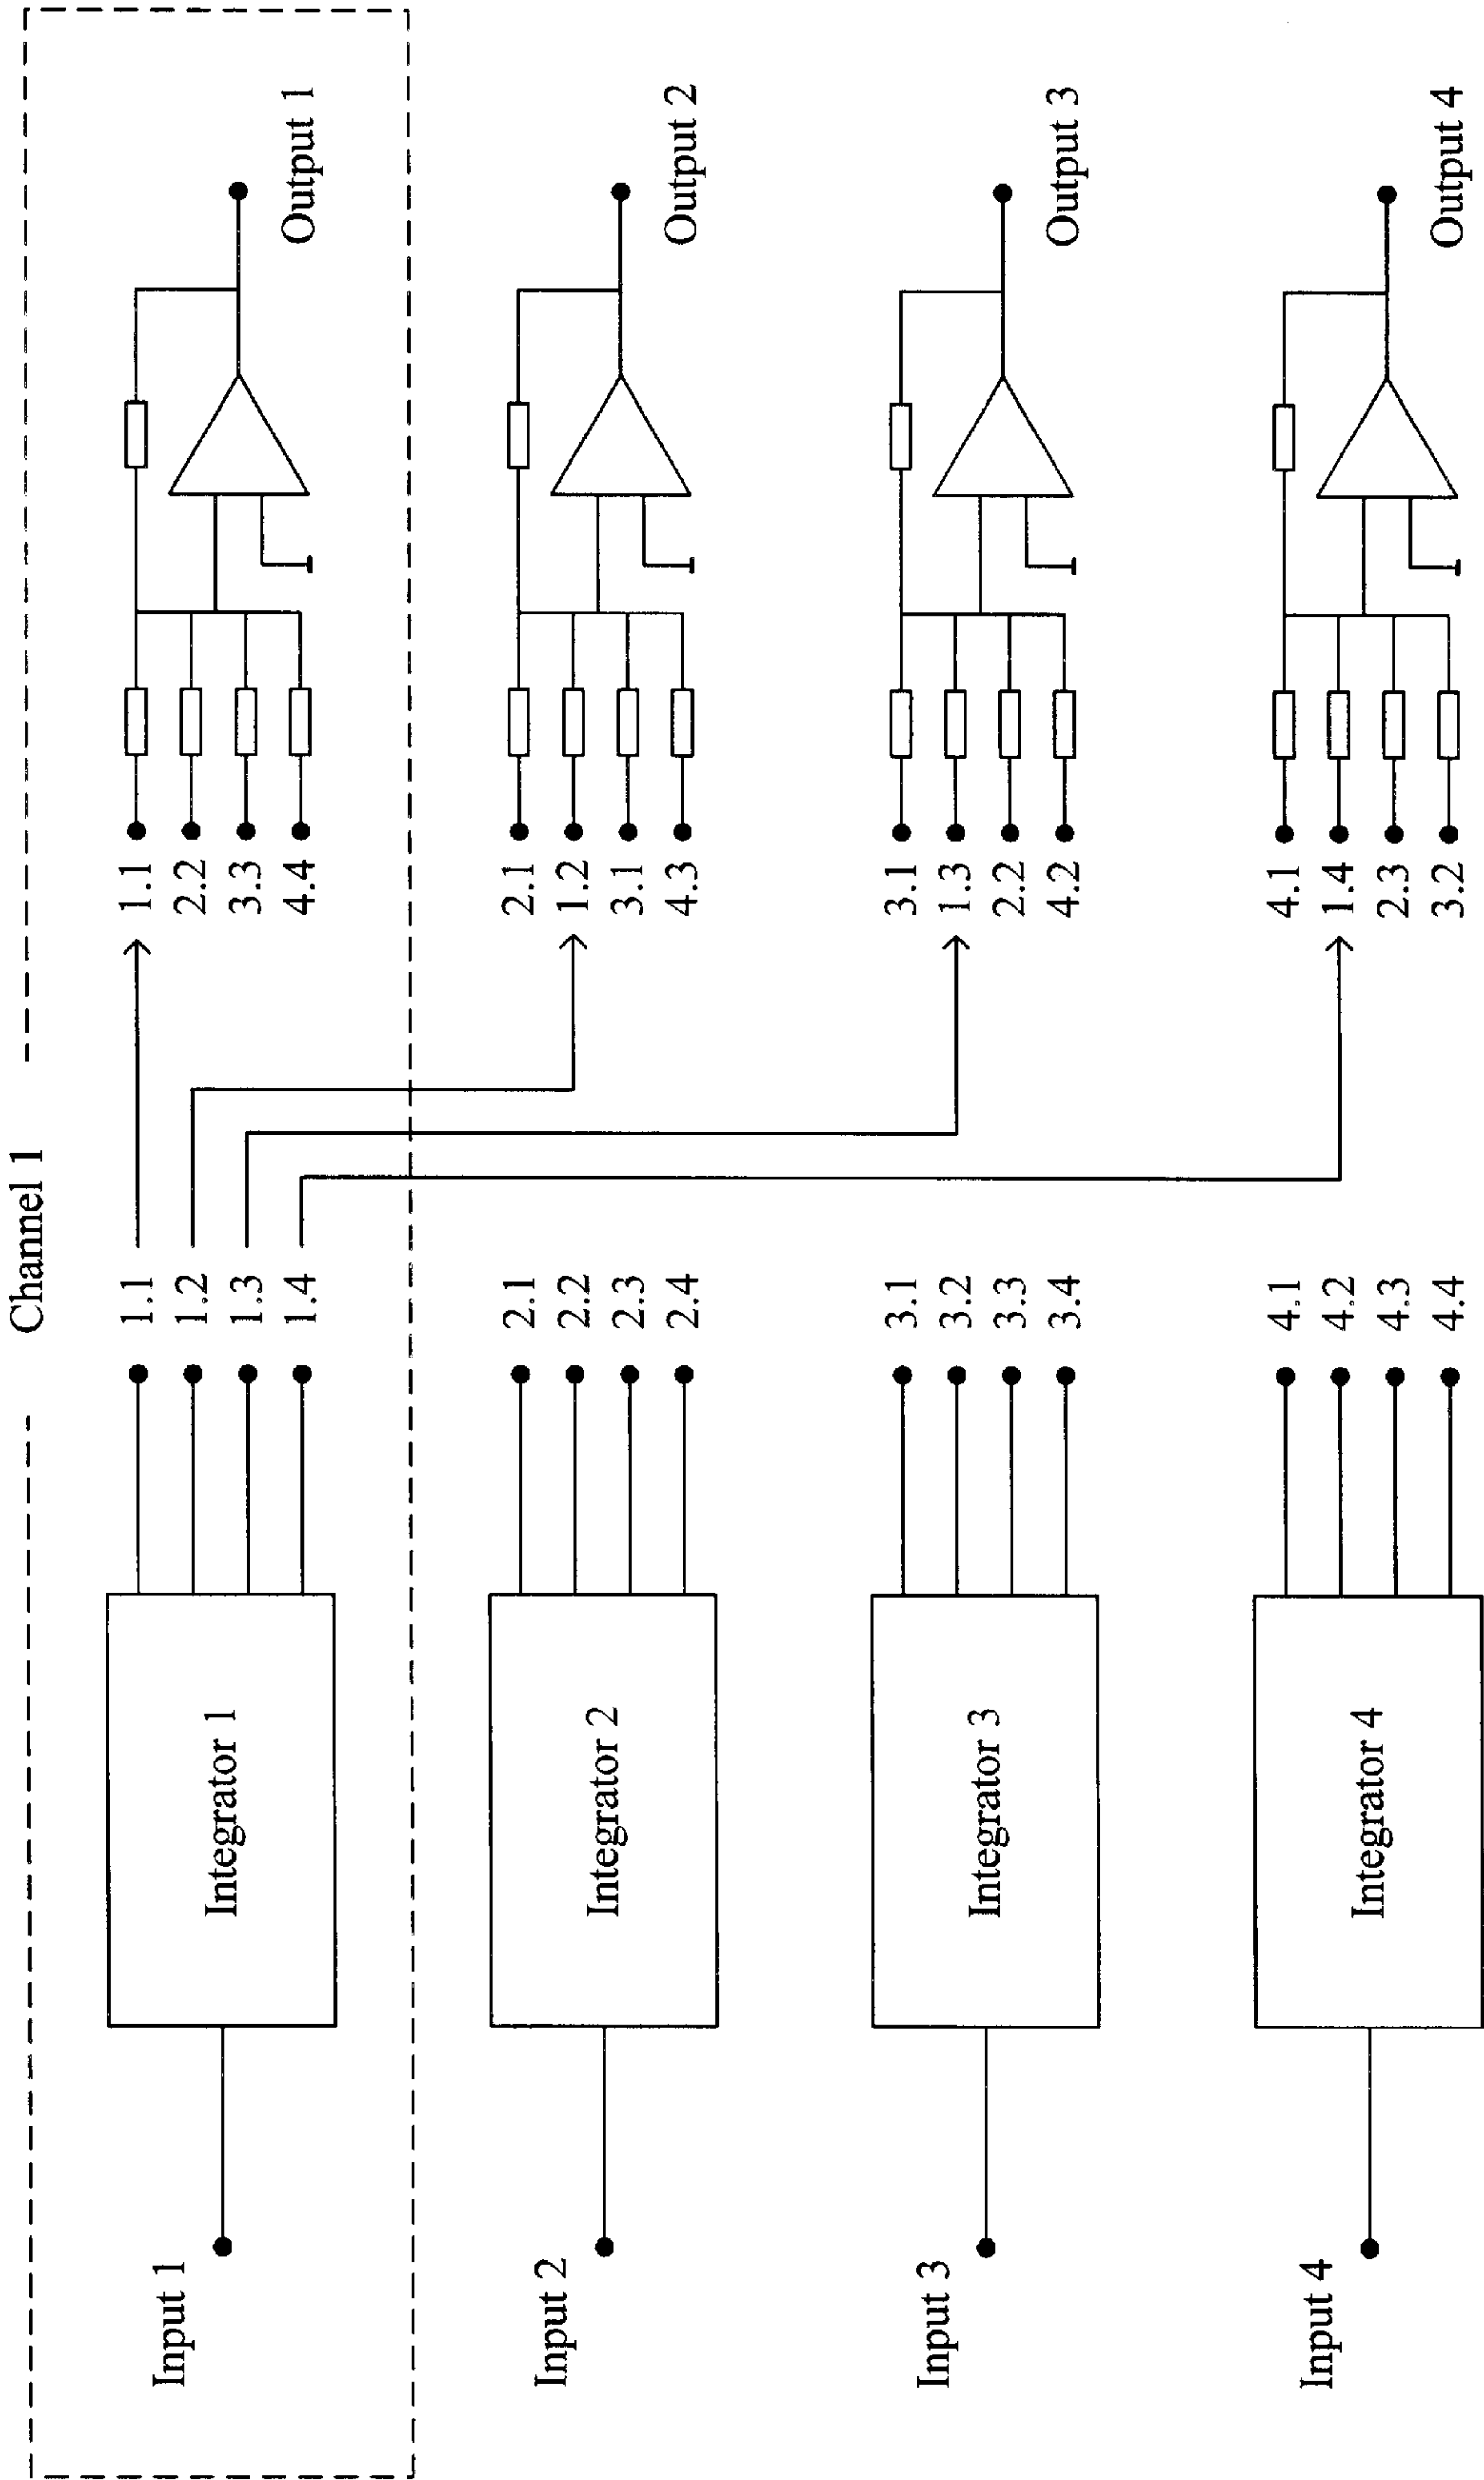 Channel 1
Input 1
Integrator 1
1.1
1.2
1.3
1.4
1.1
2.2
3.3
4.4
Output 1
Input 2
Integrator 2
2.1
2.2
2.3
2.4
2.1
1.2
3.1
4.3
Output 2
Input 3
Integrator 3
3.1
3.2
3.3
3.4
3.1
1.3
2.2
4.2
Output 3
Input 4
Integrator 4
4.1
4.2
4.3
4.4
4.1
1.4
2.3
3.2
Output 4